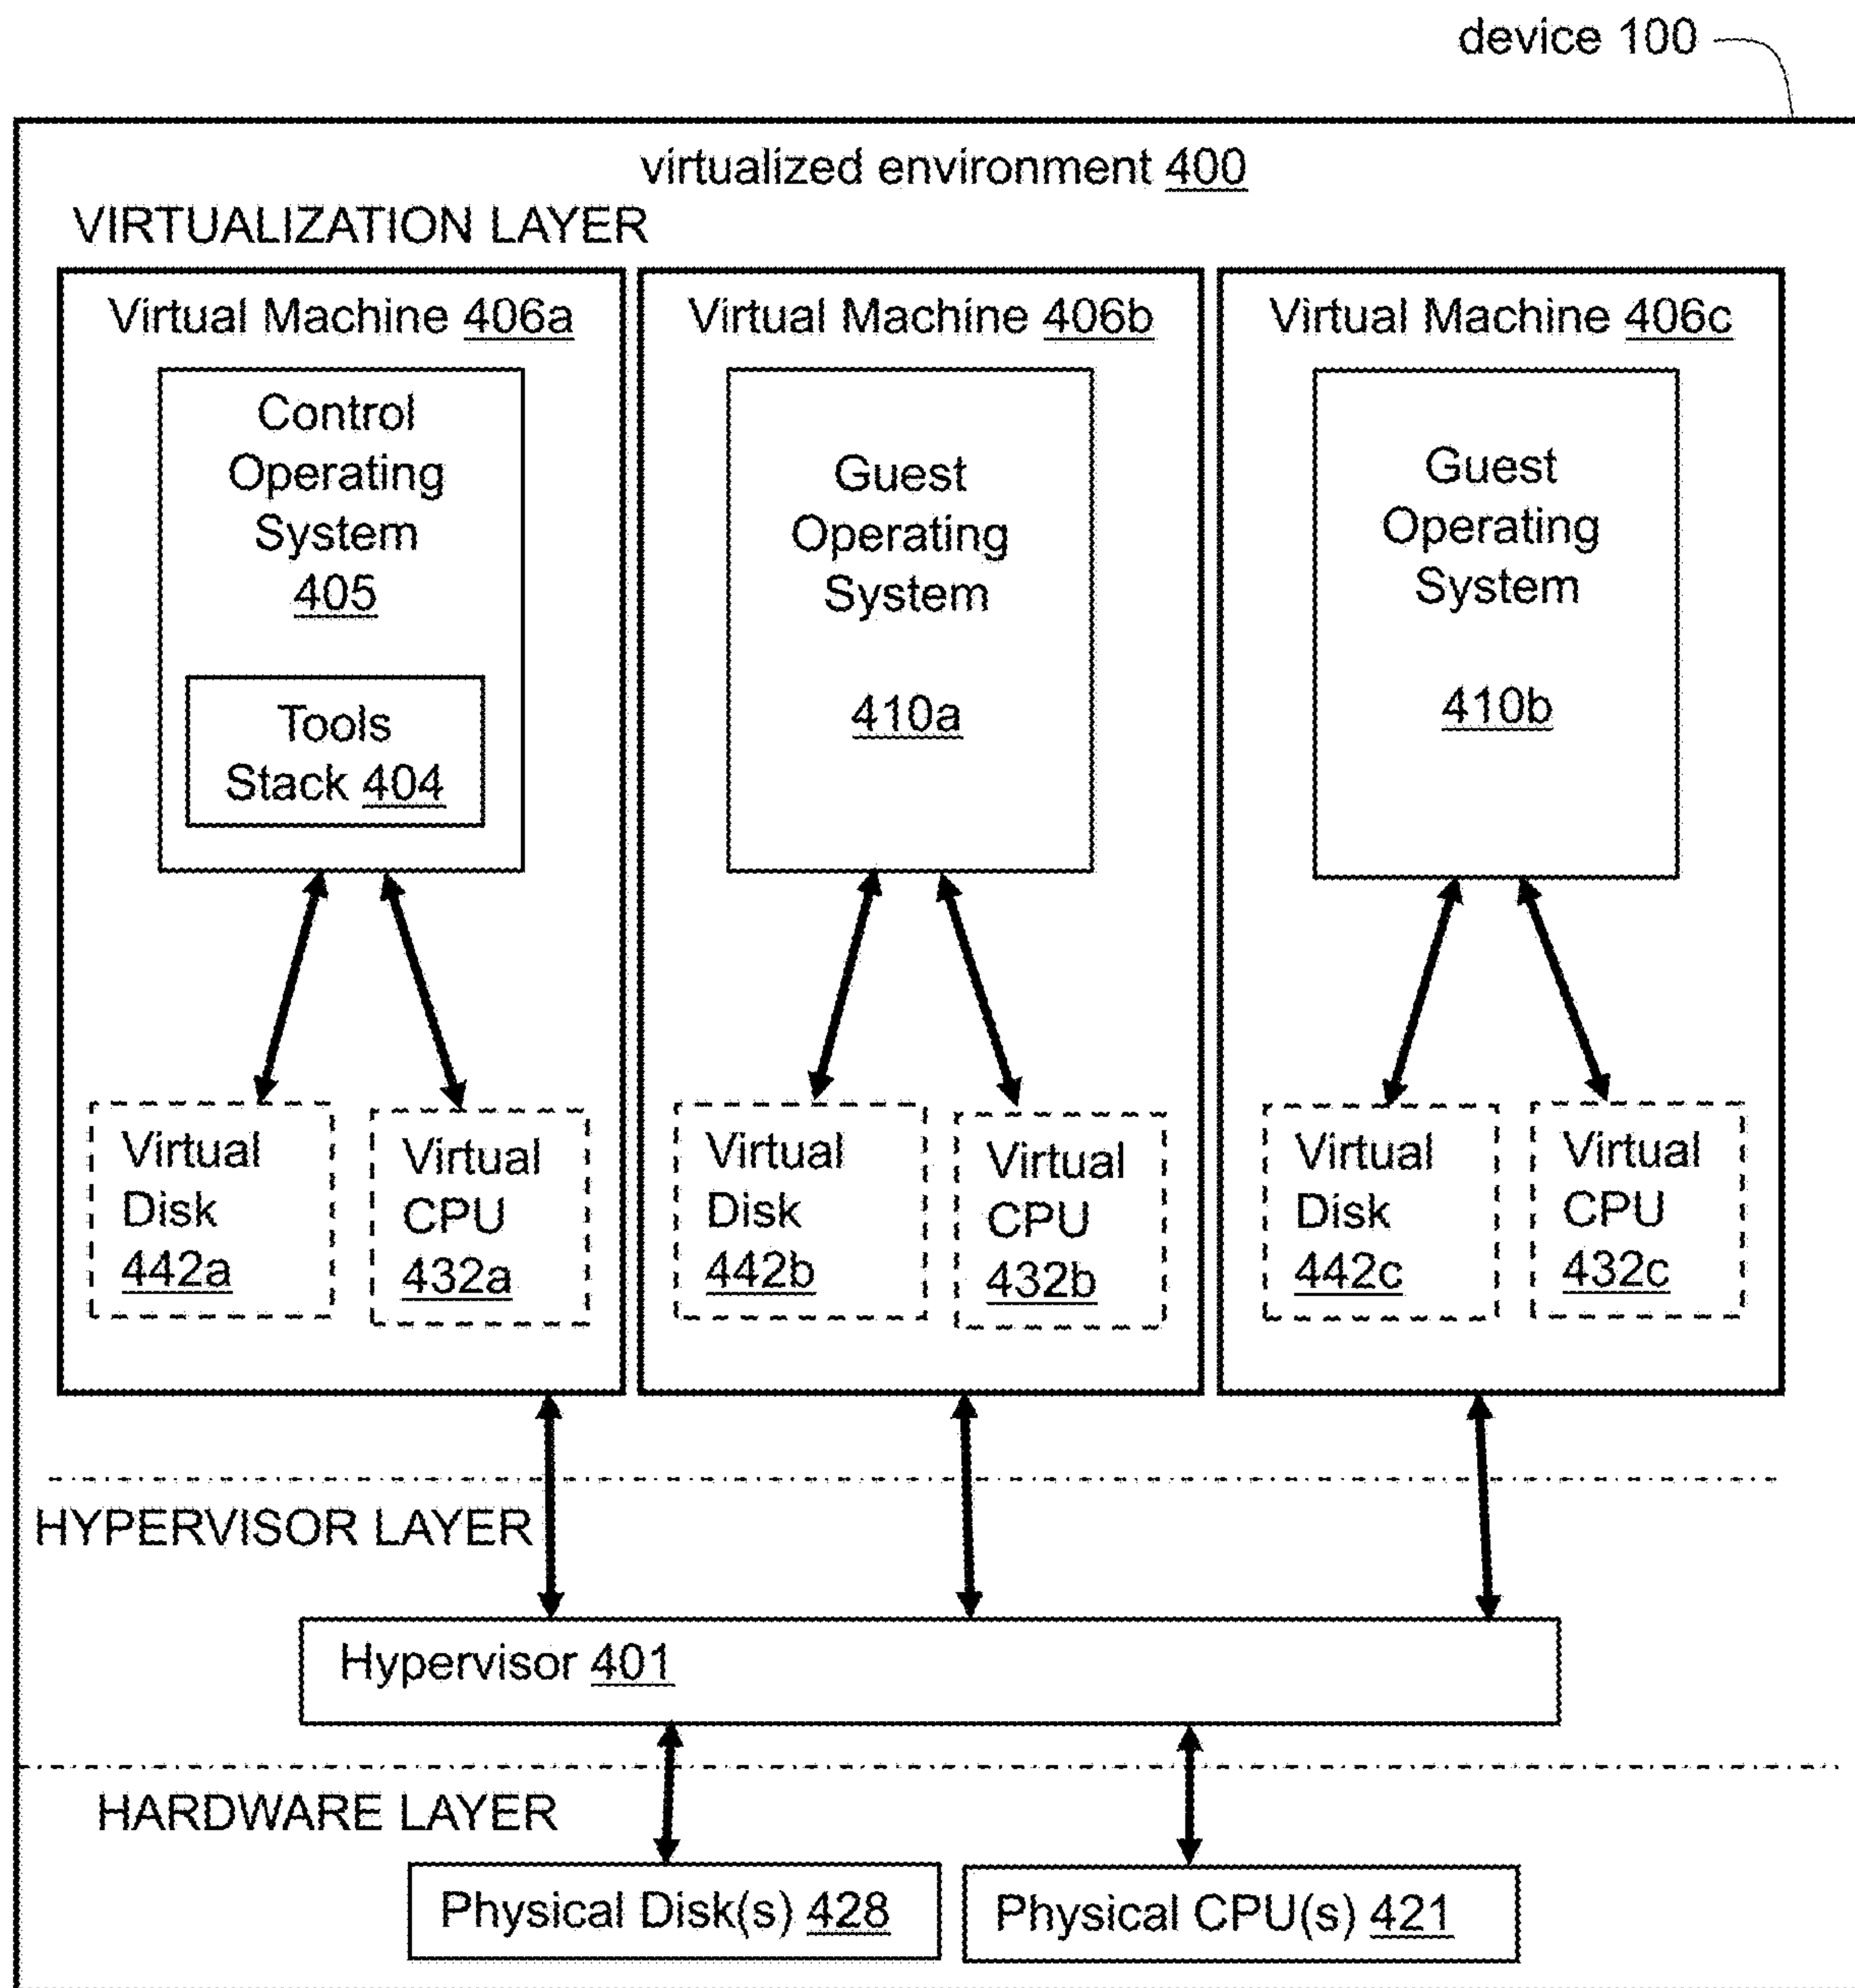 device 100
virtualized environment 400
VIRTUALIZATION LAYER
Virtual Machine 406a
Control
Operating
System
405
Tools
Stack 404
Virtual
Disk
442a
Virtual
CPU
432a
Virtual Machine 406b
Guest
Operating
System
410a
Virtual
Disk
442b
Virtual
CPU
432b
Virtual Machine 406c
Guest
Operating
System
410b
Virtual
Disk
442c
Virtual
CPU
432c
HYPERVISOR LAYER
Hypervisor 401
HARDWARE LAYER
Physical Disk(s) 428
Physical CPU(s) 421